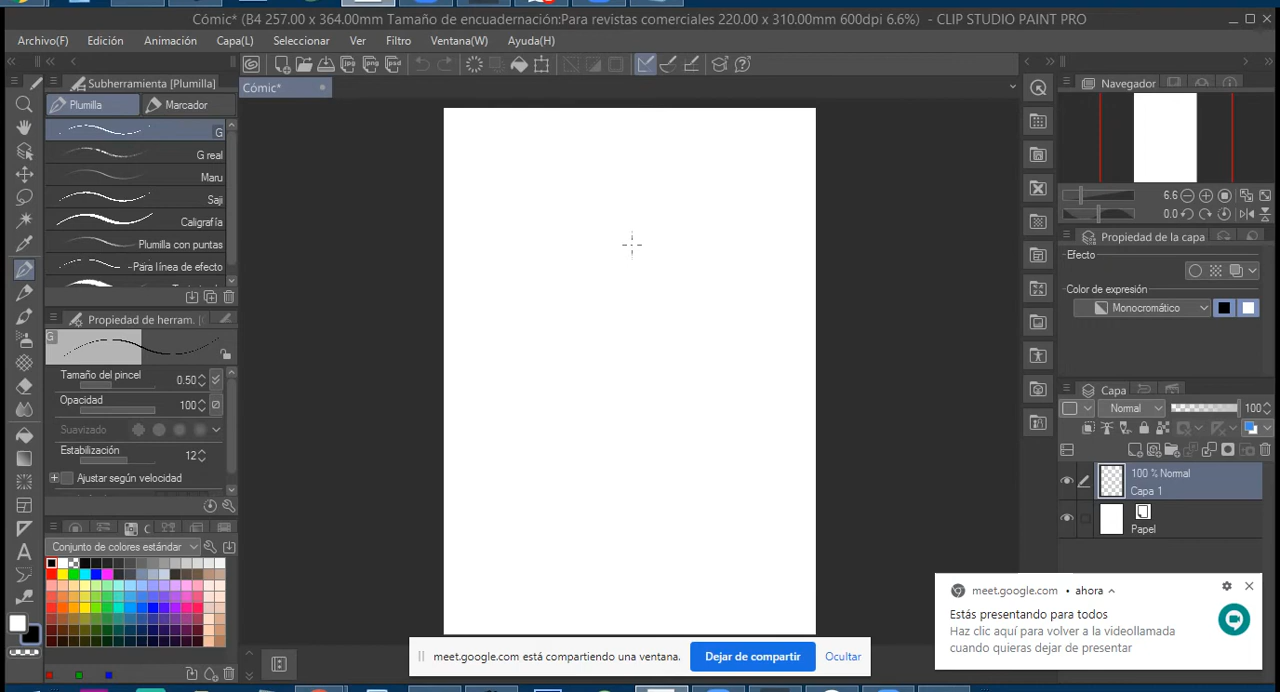 Cómic* (B4 257.00 x 364.00mm Tamaño de encuadernación:Para revistas comerciales 220.00 x 310.00mm 600dpi 6.6%) - CLIP STUDIO PAINT PRO
Archivo(F) Edición Animación Capa(L) Seleccionar Ver Filtro Ventana(W) Ayuda(H)
Subherramienta [Plumilla]
Cómic*
Navegador
Plumilla Marcador
G
G real
Maru
Saji
Caligrafía
Plumilla con puntas
Para línea de efecto
6.6
0.0
Propiedad de la capa
Efecto
Color de expresión
Monocromático
Propiedad de herram.
G
Tamaño del pincel 0.50
Opacidad 100
Suavizado
Estabilización 12
Ajustar según velocidad
Capa
Normal 100
100 % Normal
Capa 1
Papel
Conjunto de colores estándar
meet.google.com • ahora
Estás presentando para todos
Haz clic aquí para volver a la videollamada
cuando quieras dejar de presentar
meet.google.com está compartiendo una ventana. Dejar de compartir Ocultar